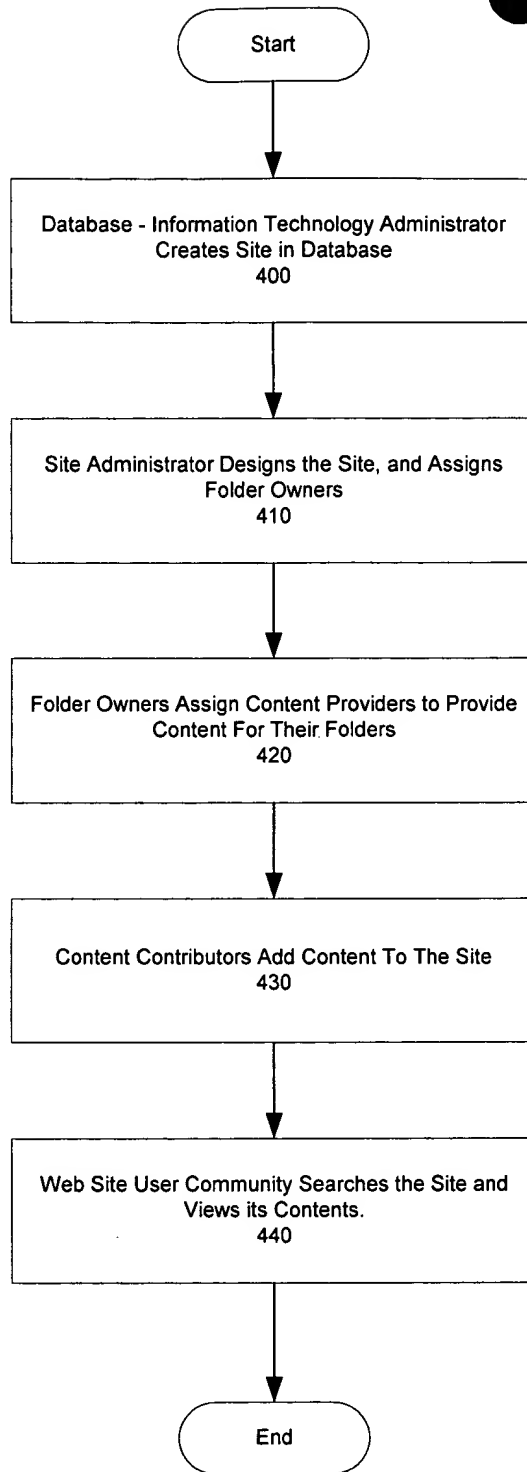 Start
Database - Information Technology Administrator
Creates Site in Database
400
Site Administrator Designs the Site, and Assigns
Folder Owners
410
Folder Owners Assign Content Providers to Provide
Content For Their Folders
420
Content Contributors Add Content To The Site
430
Web Site User Community Searches the Site and
Views its Contents.
440
End